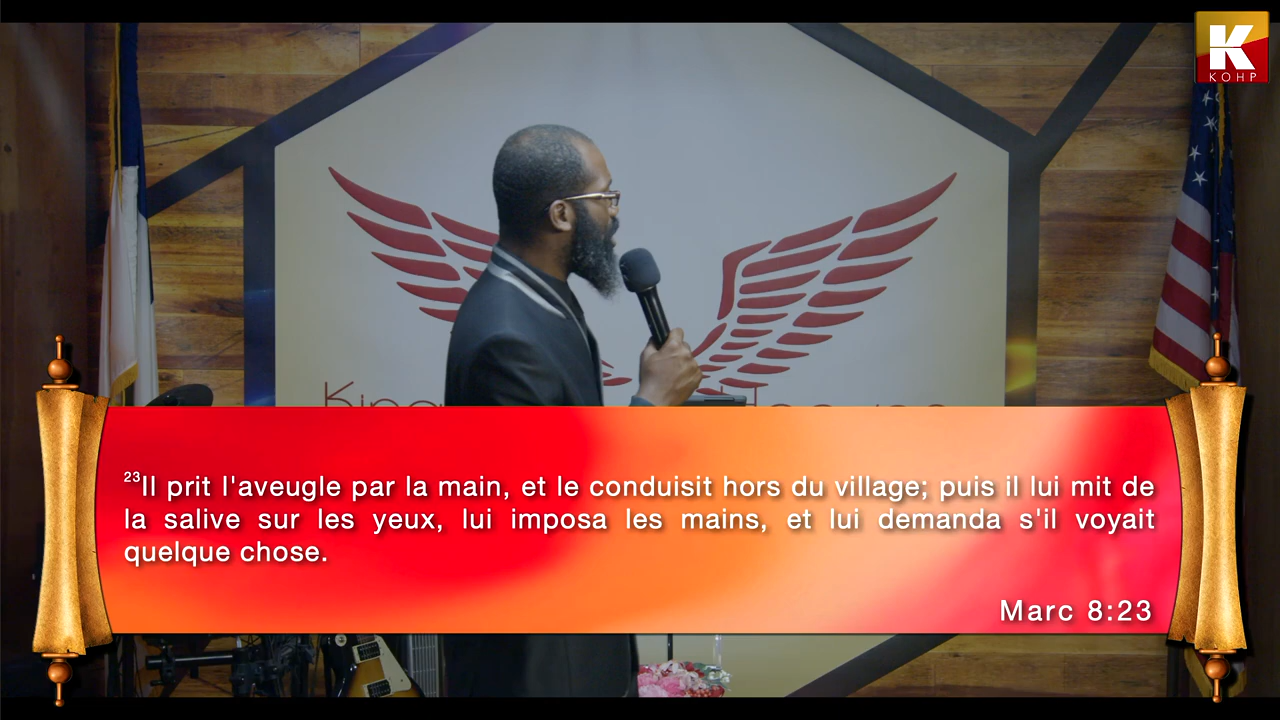 K
KOHP
²³Il prit l'aveugle par la main, et le conduisit hors du village; puis il lui mit de
la salive sur les yeux, lui imposa les mains, et lui demanda s'il voyait
quelque chose.
Marc 8:23